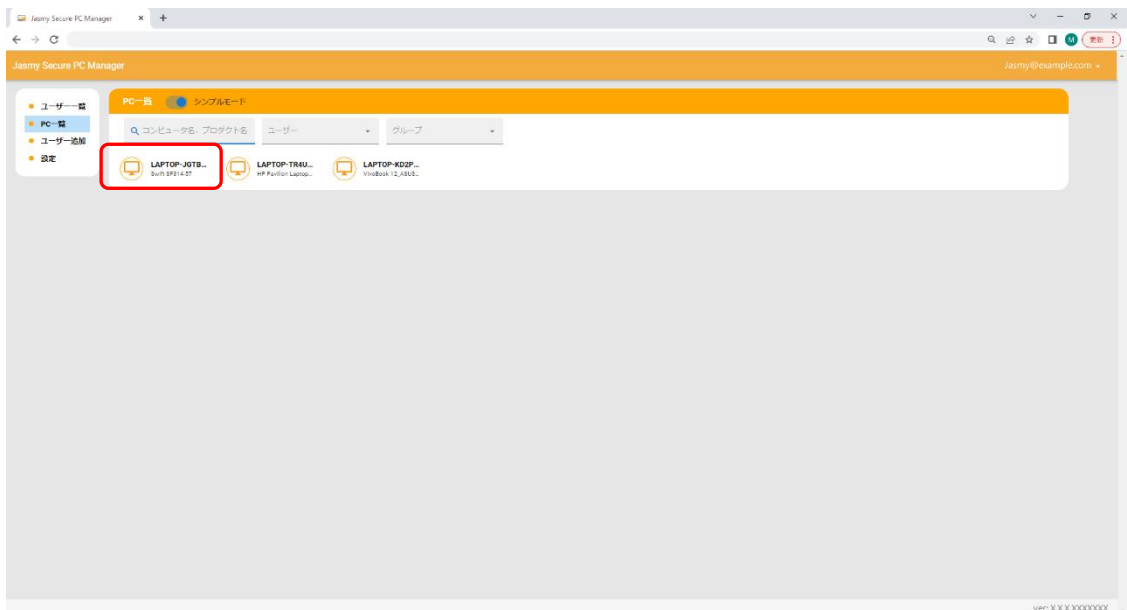 Jasmy Secure PC Manager
更新
Jasmy Secure PC Manager
Jasmy@example.com
ユーザー一覧
PC一覧
ユーザー追加
設定
PC一覧 シンプルモード
コンピュータ名、プロダクト名 ユーザー グループ
LAPTOP-JGTB...
Swift SF314-57
LAPTOP-TR4U...
HP Pavilion Laptop...
LAPTOP-KD2P...
VivoBook 12_ASUS...
ver: X.X.X.XXXXXXX